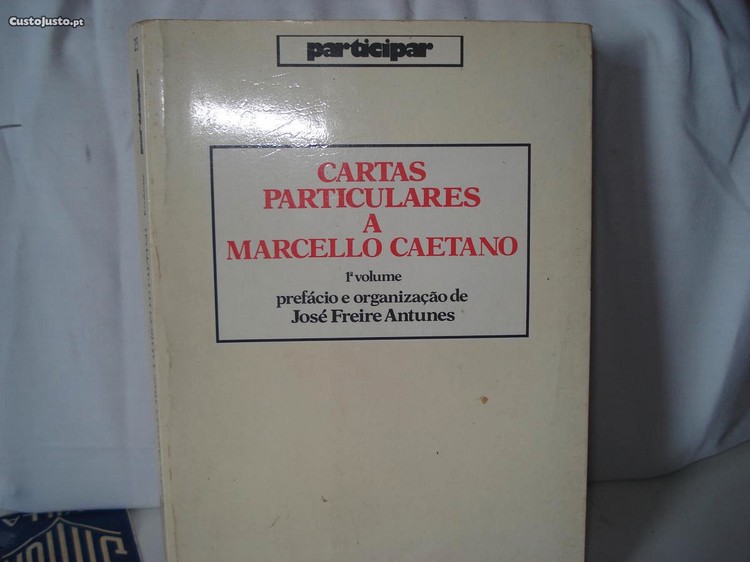 CustoJusto.pt
participar
CARTAS
PARTICULARES
A
MARCELLO CAETANO
1º volume
prefácio e organização de
José Freire Antunes